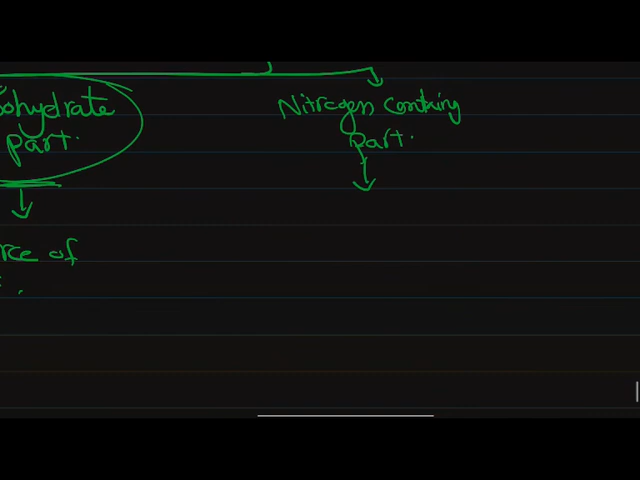 ohydrate
part.
Nitrogen Containing
Part.
rce of